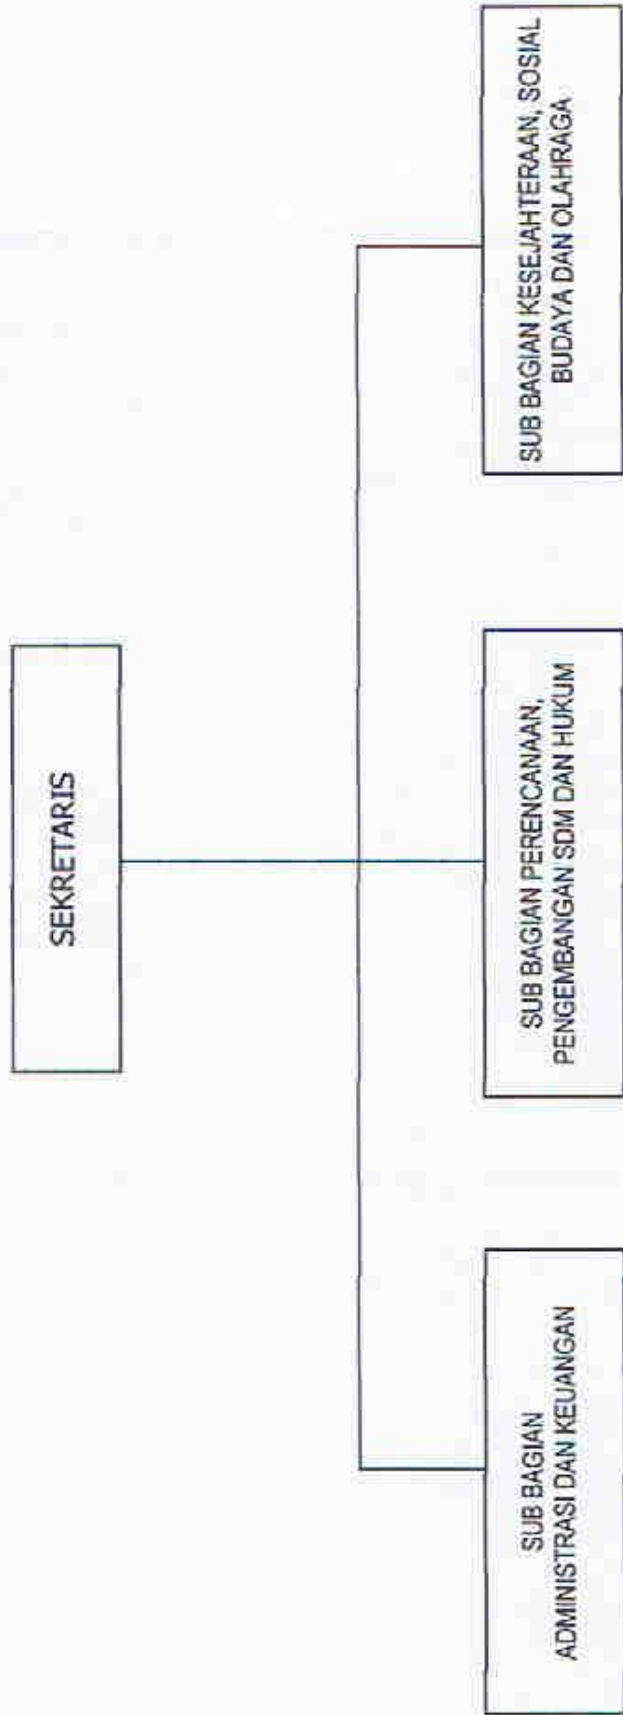 SEKRETARIS
SUB BAGIAN
ADMINISTRASI DAN KEUANGAN
SUB BAGIAN PERENCANAAN,
PENGEMBANGAN SDM DAN HUKUM
SUB BAGIAN KESEJAHTERAAN, SOSIAL
BUDAYA DAN OLAHRAGA